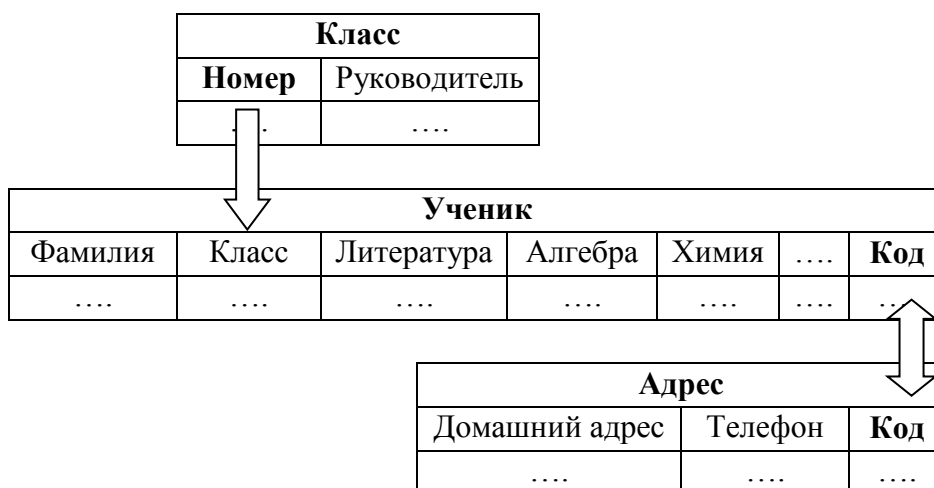 Класс
Номер Руководитель
…. ….
Ученик
Фамилия Класс Литература Алгебра Химия …. Код
…. …. …. …. …. …. ….
Адрес
Домашний адрес Телефон Код
…. …. ….